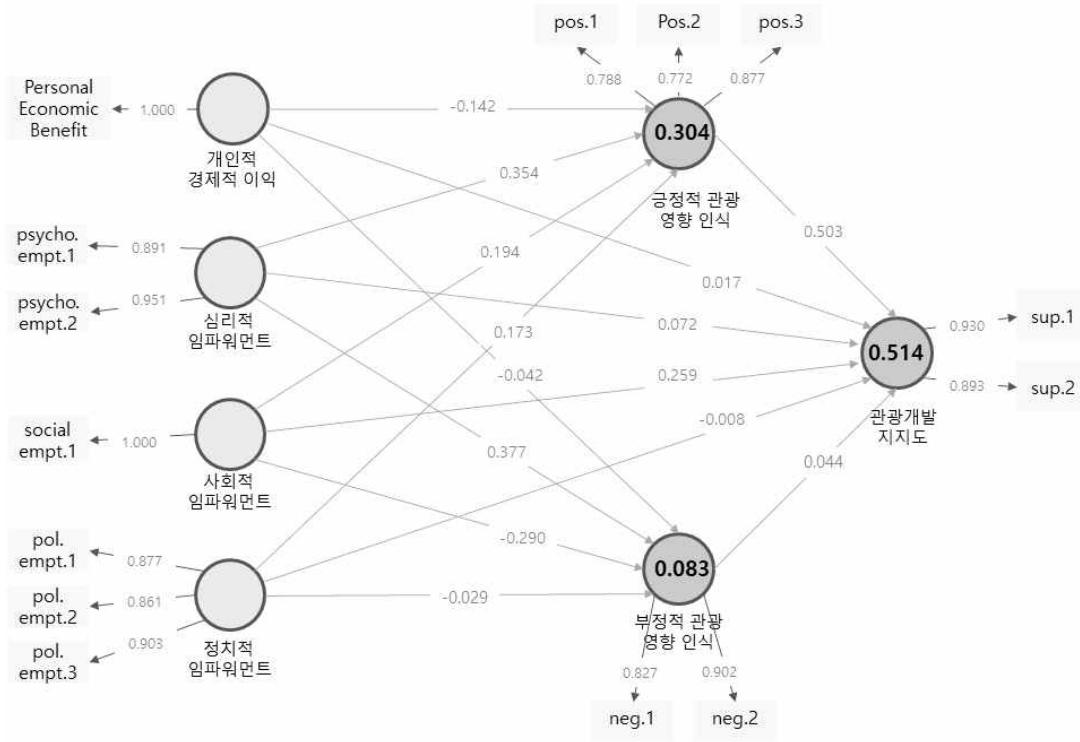 pos.1
Pos.2
pos.3
0.788
0.772
0.877
Personal
Economic
Benefit
1.000
개인적
경제적 이익
-0.142
0.304
긍정적 관광
영향 인식
0.354
0.503
psycho.
empt.1
0.891
psycho.
empt.2
0.951
심리적
임파워먼트
0.194
0.017
0.072
0.173
-0.042
0.259
0.514
관광개발
지지도
0.930
sup.1
0.893
sup.2
social
empt.1
1.000
사회적
임파워먼트
-0.008
0.377
0.044
-0.290
pol.
empt.1
0.877
pol.
empt.2
0.861
pol.
empt.3
0.903
정치적
임파워먼트
-0.029
0.083
부정적 관광
영향 인식
0.827
0.902
neg.1
neg.2